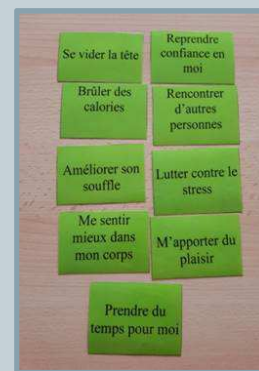 Se vider la tête
Reprendre
confiance en
moi
Brûler des
calories
Rencontrer
d'autres
personnes
Améliorer son
souffle
Lutter contre le
stress
Me sentir
mieux dans
mon corps
M'apporter du
plaisir
Prendre du
temps pour moi